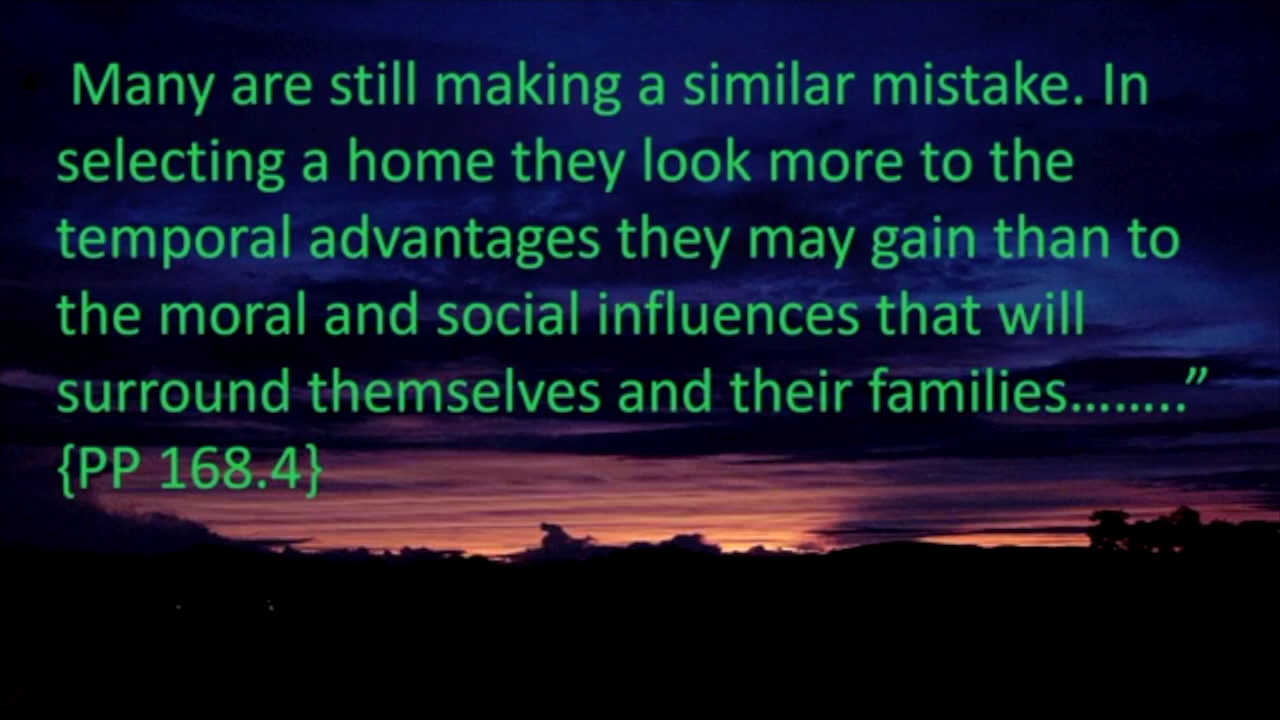 Many are still making a similar mistake. In
selecting a home they look more to the
temporal advantages they may gain than to
the moral and social influences that will
surround themselves and their families……..”
{PP 168.4}